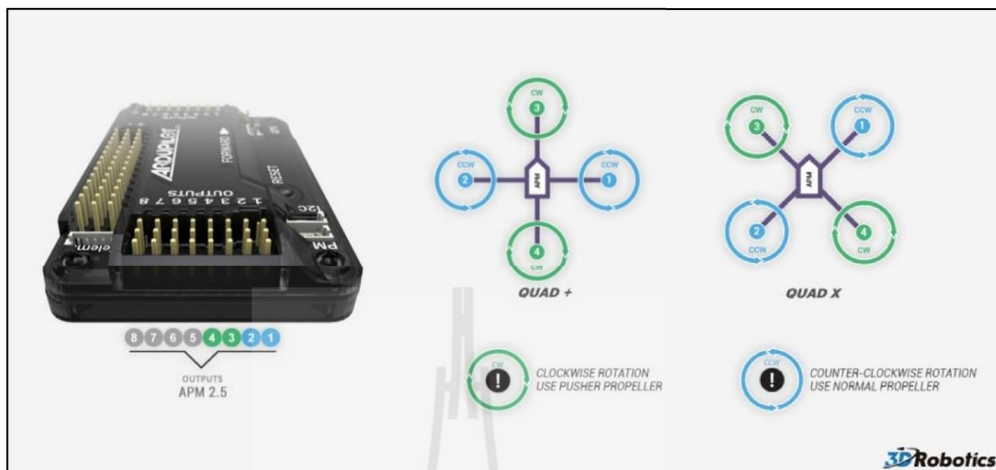 ARDUPILOT
FORWARD
RESET
OUTPUTS
1 2 3 4 5 6 7 8
I2C
PM
elem
8 7 6 5 4 3 2 1
OUTPUTS
APM 2.5
CW
3
CCW
2
APM
CCW
1
4
CW
QUAD +
CW
3
CCW
1
APM
2
CCW
4
CW
QUAD X
CW
!
CLOCKWISE ROTATION
USE PUSHER PROPELLER
CCW
!
COUNTER-CLOCKWISE ROTATION
USE NORMAL PROPELLER
3DRobotics